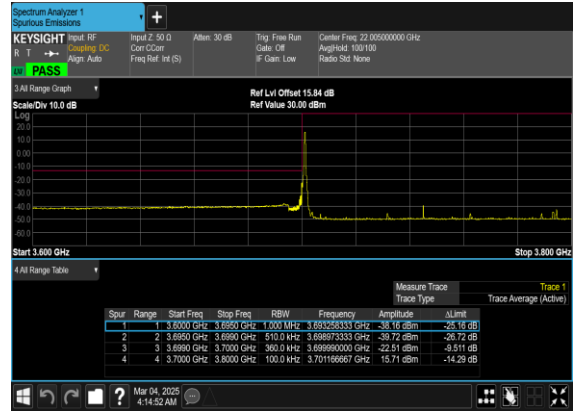 Spectrum Analyzer 1
Spurious Emissions
KEYSIGHT Input: RF Input Z: 50 Ω Atten: 30 dB Trig: Free Run Center Freq: 22.005000000 GHz
R T Coupling: DC Corr CCorr Gate: Off Avg|Hold: 100/100
Align: Auto Freq Ref: Int (S) IF Gain: Low Radio Std: None
PASS
3 All Range Graph
Ref Lvl Offset 15.84 dB
Scale/Div 10.0 dB Ref Value 30.00 dBm
Log
20.0
10.0
0.00
-10.0
-20.0
-30.0
-40.0
-50.0
-60.0
Start 3.600 GHz Stop 3.800 GHz
4 All Range Table
Measure Trace Trace 1
Trace Type Trace Average (Active)
Spur Range Start Freq Stop Freq RBW Frequency Amplitude ΔLimit
1 1 3.6000 GHz 3.6950 GHz 1.000 MHz 3.693258333 GHz -38.16 dBm -25.16 dB
2 2 3.6950 GHz 3.6990 GHz 510.0 kHz 3.698973333 GHz -39.72 dBm -26.72 dB
3 3 3.6990 GHz 3.7000 GHz 360.0 kHz 3.699990000 GHz -22.51 dBm -9.511 dB
4 4 3.7000 GHz 3.8000 GHz 100.0 kHz 3.701166667 GHz 15.71 dBm -14.29 dB
? Mar 04, 2025
4:14:52 AM